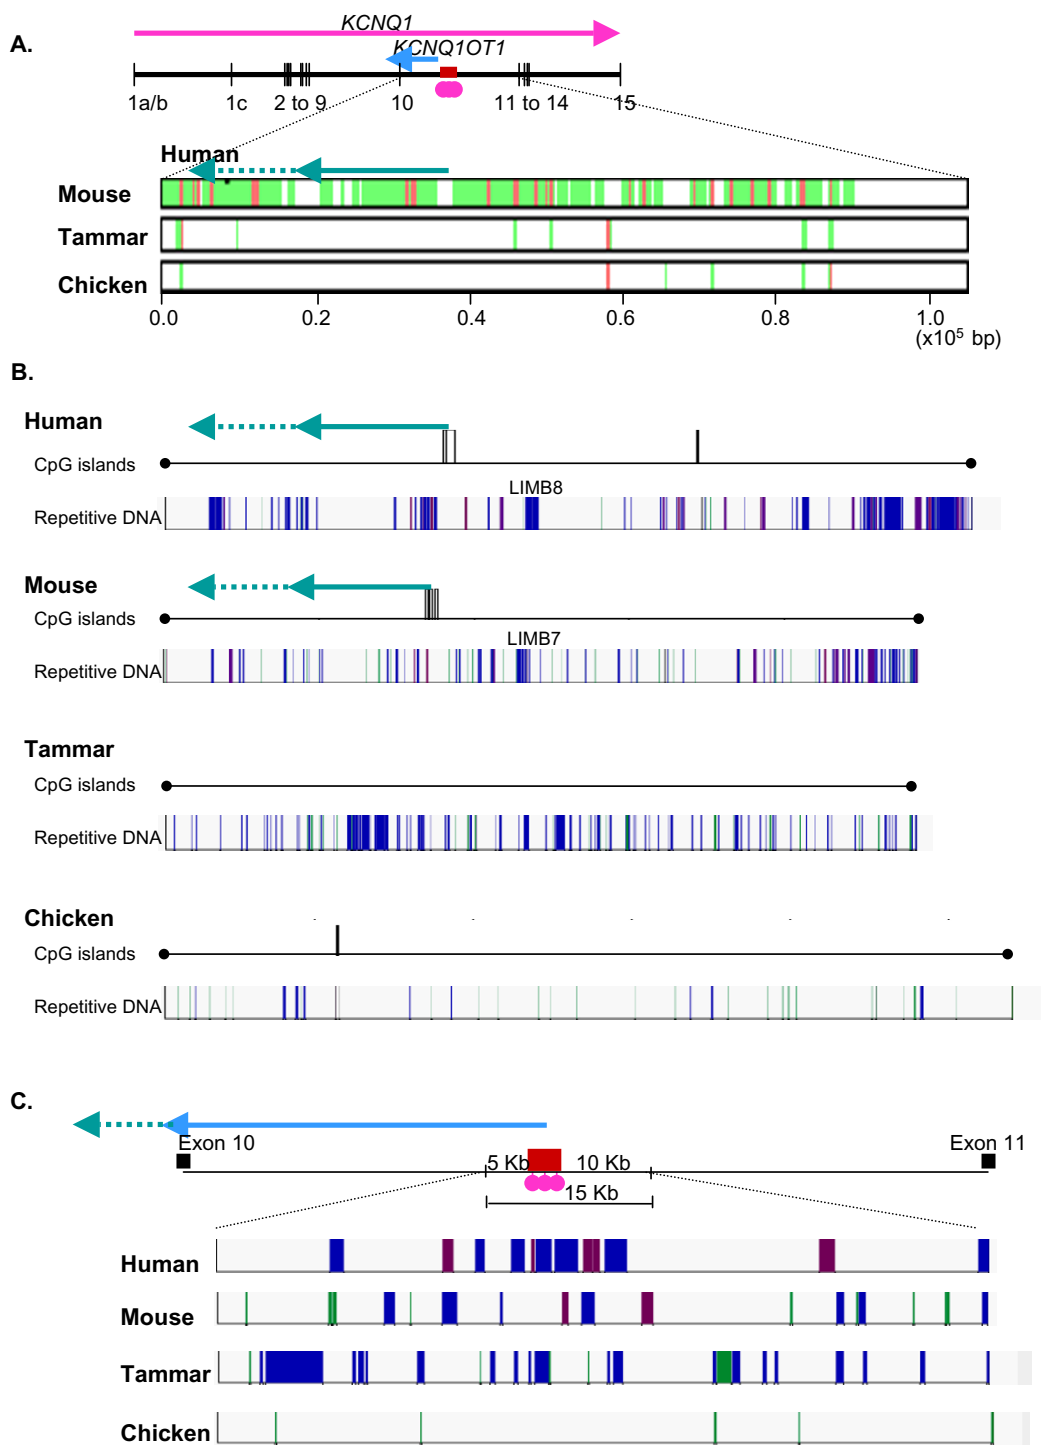 KCNQ1
A.
KCNQ1OT1
1a/b 1c 2 to 9 10 11 to 14 15
Human
Mouse
Tammar
Chicken
0.0 0.2 0.4 0.6 0.8 1.0
(x10⁵ bp)
B.
Human
CpG islands
LIMB8
Repetitive DNA
Mouse
CpG islands
LIMB7
Repetitive DNA
Tammar
CpG islands
Repetitive DNA
Chicken
CpG islands
Repetitive DNA
C.
Exon 10 Exon 11
5 Kb 10 Kb
15 Kb
Human
Mouse
Tammar
Chicken